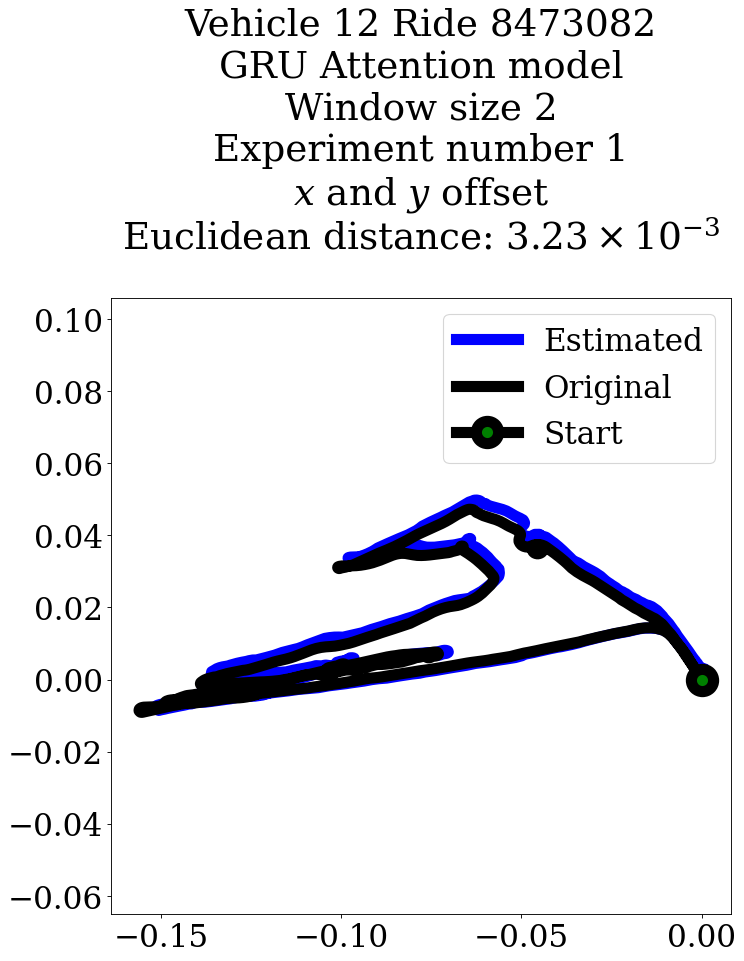 Vehicle 12 Ride 8473082
GRU Attention model
Window size 2
Experiment number 1
x and y offset
Euclidean distance: 3.23 × 10⁻³
Estimated
Original
Start
0.10
0.08
0.06
0.04
0.02
0.00
−0.02
−0.04
−0.06
−0.15 −0.10 −0.05 0.00